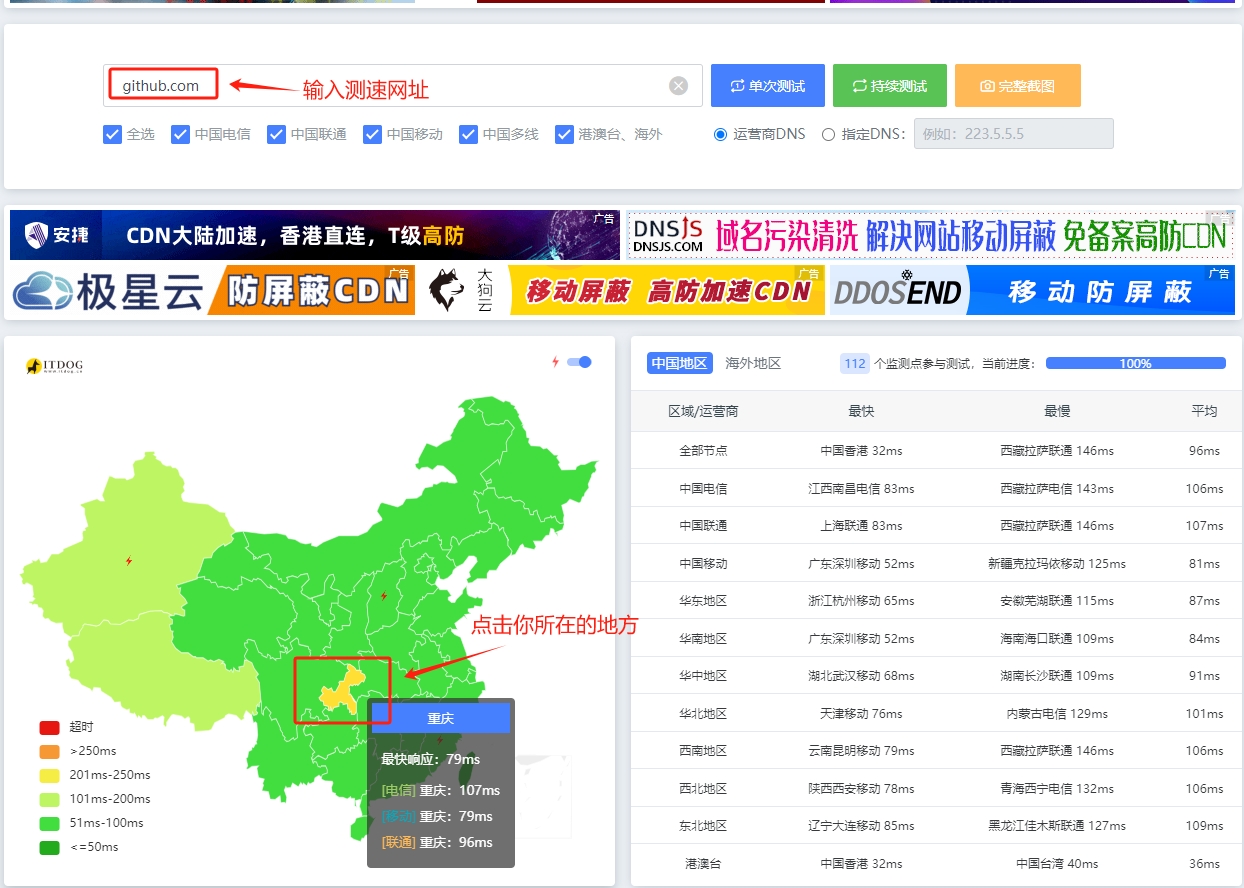 github.com
输入测速网址
单次测试
持续测试
完整截图
全选 中国电信 中国联通 中国移动 中国多线 港澳台、海外
运营商DNS 指定DNS: 例如：223.5.5.5
安捷 CDN大陆加速，香港直连，T级高防 广告
DNSJS DNSJS.COM 域名污染清洗 解决网站移动屏蔽 免备案高防CDN
极星云 防屏蔽CDN 广告
大狗云 移动屏蔽 高防加速CDN 广告
DDOSEND 移动防屏蔽 广告
ITDOG
www.itdog.cn
中国地区 海外地区 112 个监测点参与测试，当前进度： 100%
区域/运营商 最快 最慢 平均
全部节点 中国香港 32ms 西藏拉萨联通 146ms 96ms
中国电信 江西南昌电信 83ms 西藏拉萨电信 143ms 106ms
中国联通 上海联通 83ms 西藏拉萨联通 146ms 107ms
中国移动 广东深圳移动 52ms 新疆克拉玛依移动 125ms 81ms
华东地区 浙江杭州移动 65ms 安徽芜湖联通 115ms 87ms
华南地区 广东深圳移动 52ms 海南海口联通 109ms 84ms
华中地区 湖北武汉移动 68ms 湖南长沙联通 109ms 91ms
华北地区 天津移动 76ms 内蒙古电信 129ms 101ms
西南地区 云南昆明移动 79ms 西藏拉萨联通 146ms 106ms
西北地区 陕西西安移动 78ms 青海西宁电信 132ms 106ms
东北地区 辽宁大连移动 85ms 黑龙江佳木斯联通 127ms 109ms
港澳台 中国香港 32ms 中国台湾 40ms 36ms
点击你所在的地方
重庆
最快响应：79ms
[电信] 重庆：107ms
[移动] 重庆：79ms
[联通] 重庆：96ms
超时
>250ms
201ms-250ms
101ms-200ms
51ms-100ms
<=50ms